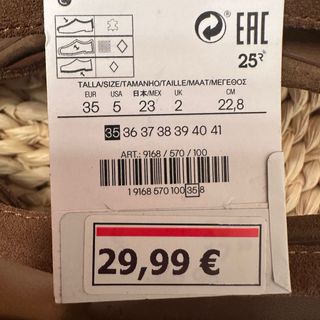 EAC
25R
TALLA/SIZE/TAMANHO/TAILLE/MAAT/ΜΕΓΕΘΟΣ
EUR USA 日本/MEX UK CM
35 5 23 2 22,8
35 36 37 38 39 40 41
ART.: 9168 / 570 / 100
1 9168 570 100 35 8
29,99 €